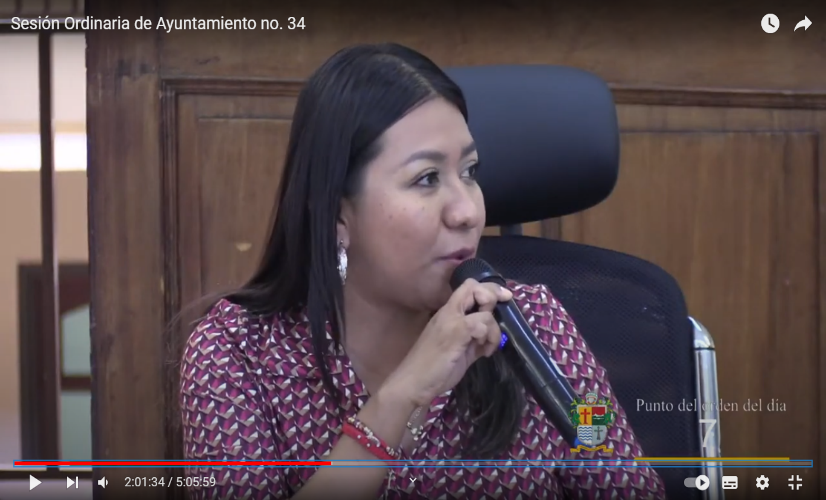 Sesión Ordinaria de Ayuntamiento no. 34
Punto del orden del día
7
2:01:34 / 5:05:59